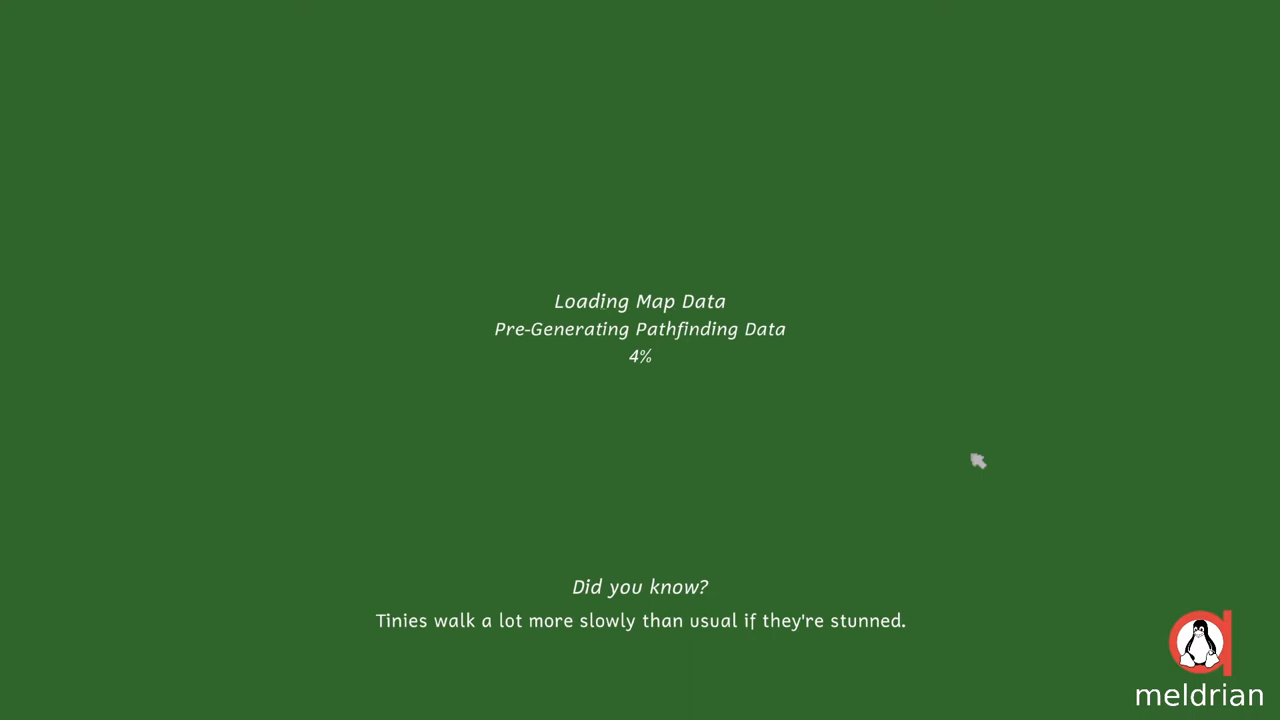 Loading Map Data
Pre-Generating Pathfinding Data
4%
Did you know?
Tinies walk a lot more slowly than usual if they're stunned.
meldrian